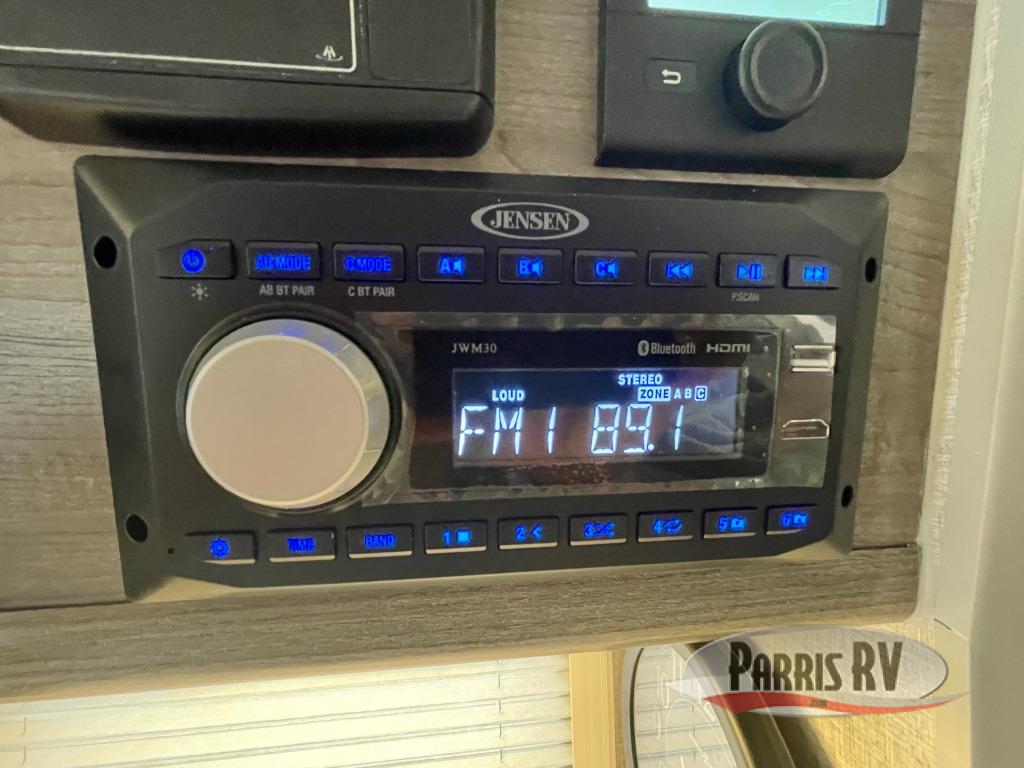 JENSEN
AB MODE C MODE A B C
AB BT PAIR C BT PAIR P.SCAN
JWM30 Bluetooth HDMI
STEREO
LOUD ZONE A B C
FM1 89.1
TIME BAND 1 2 3 4 5 6
PARRIS RV
.COM